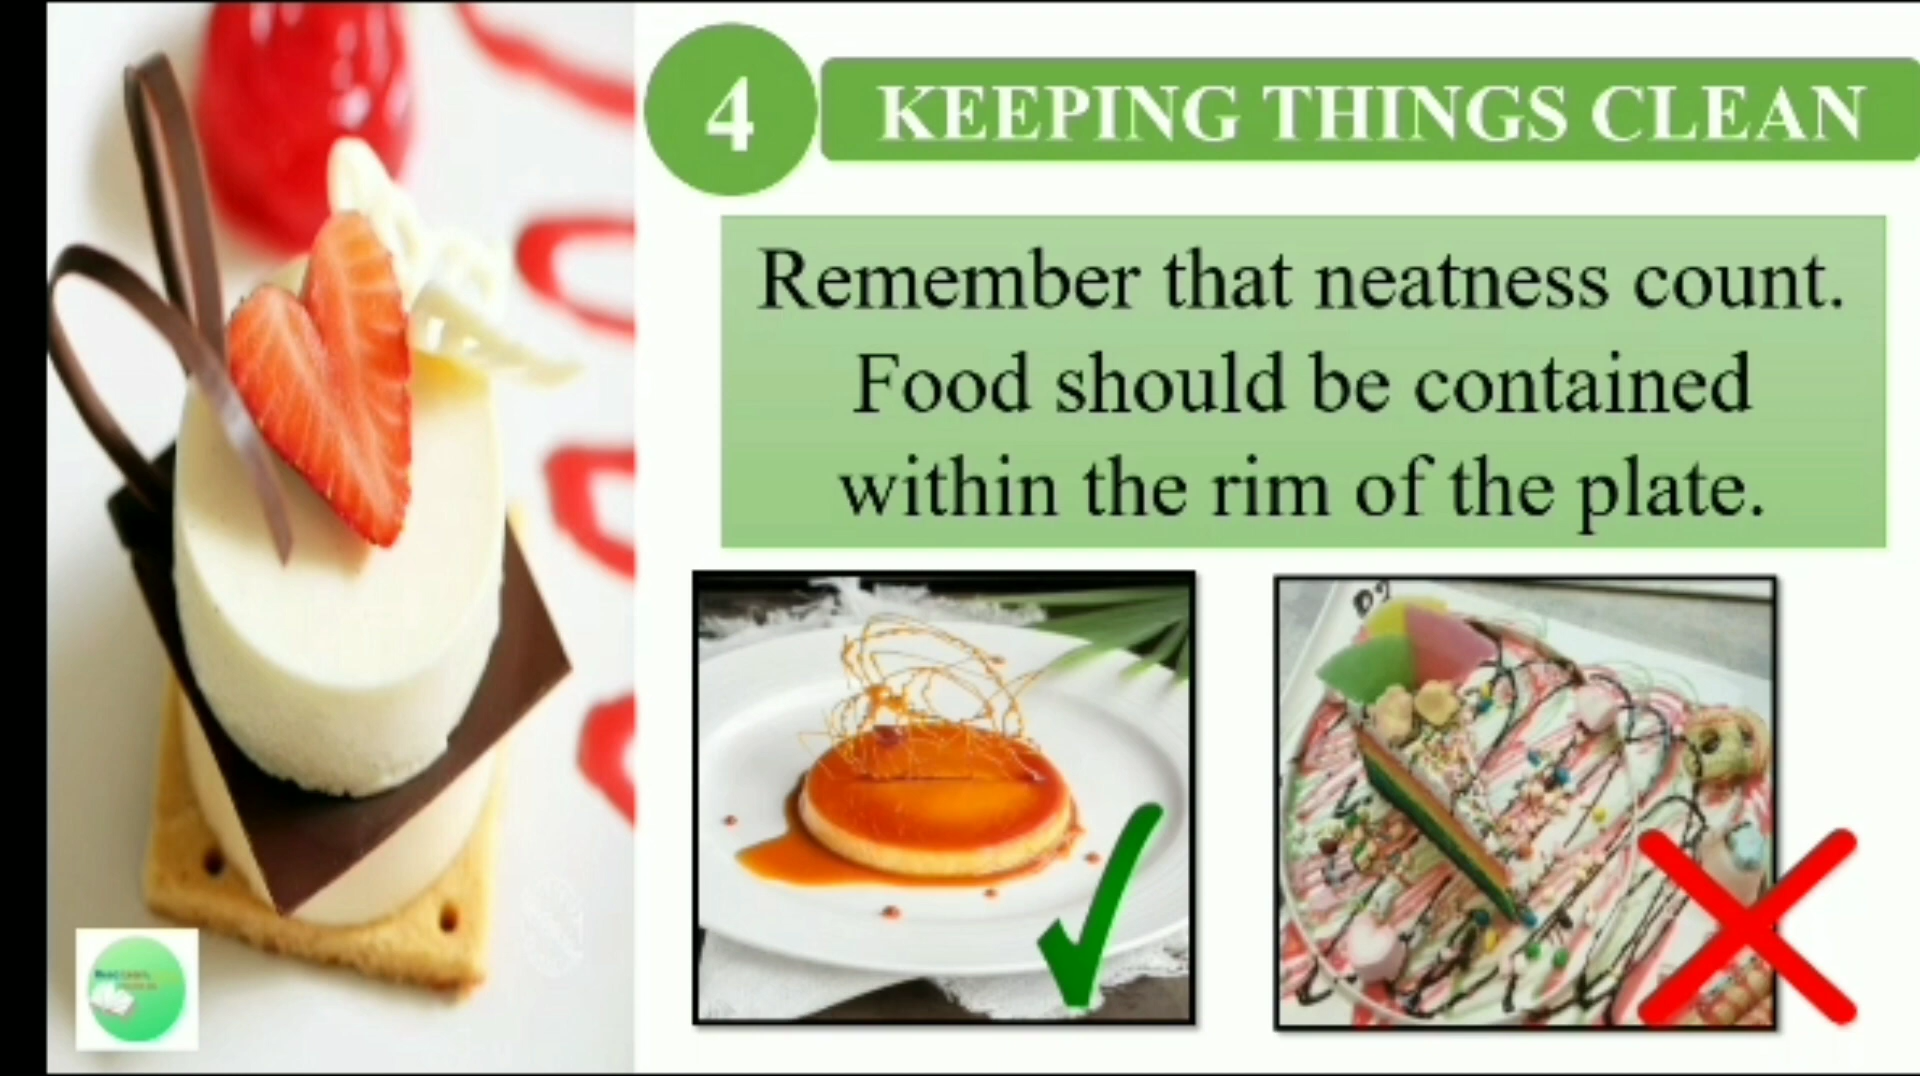 4
KEEPING THINGS CLEAN
Remember that neatness count.
Food should be contained
within the rim of the plate.